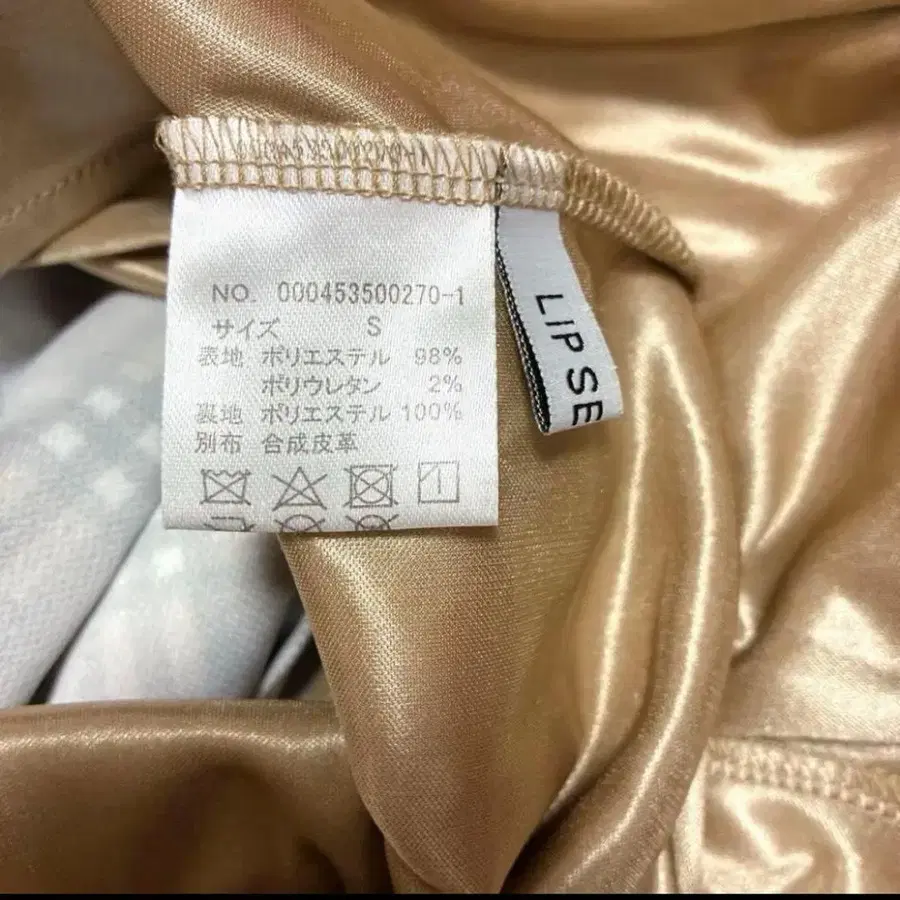 NO. 000453500270-1
サイズ S
表地 ポリエステル 98%
ポリウレタン 2%
裏地 ポリエステル 100%
別布 合成皮革
LIP SE